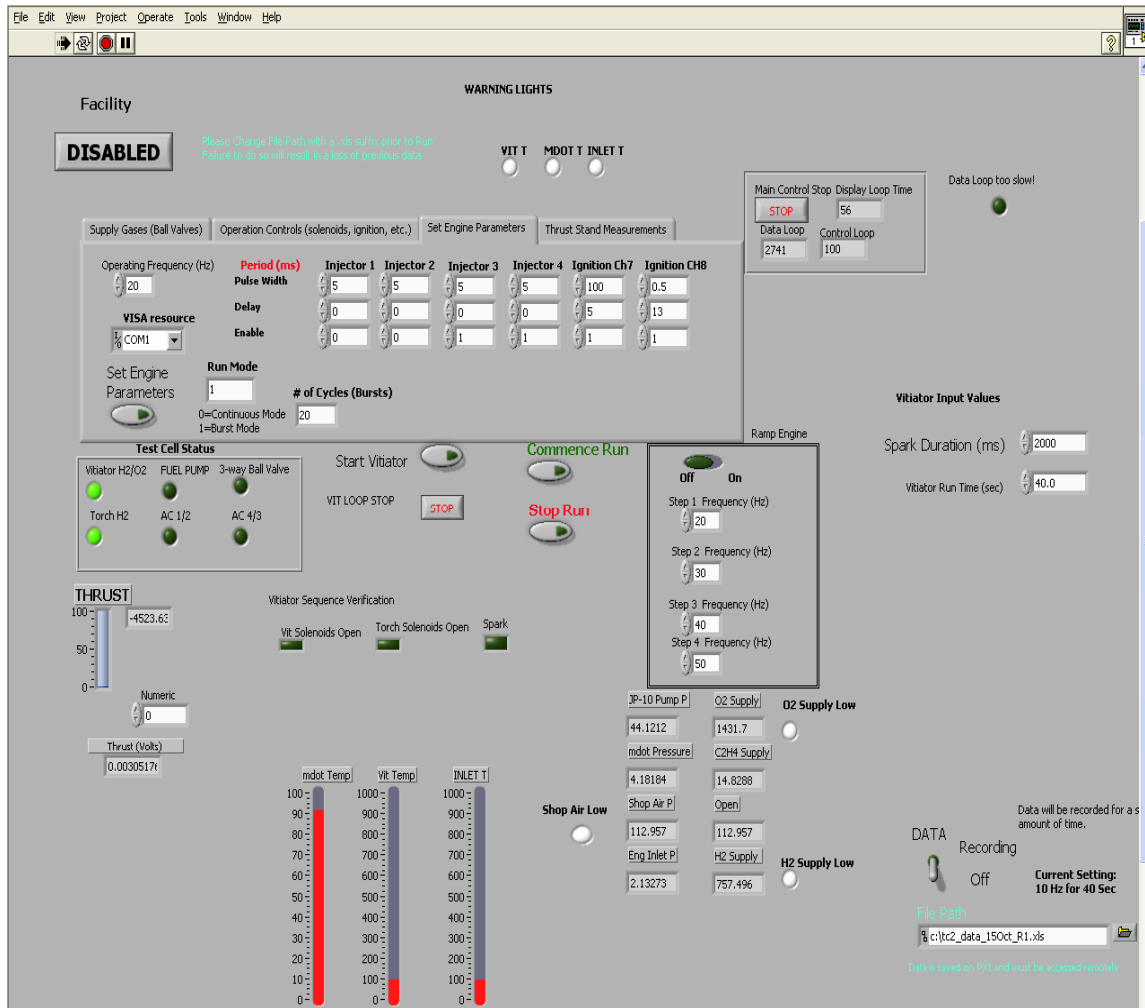 File Edit View Project Operate Tools Window Help
1
?
WARNING LIGHTS
Facility
DISABLED
Please Change File Path with a .xls suffix prior to Run
Failure to do so will result in a loss of previous data
VIT T MDOT T INLET T
Main Control Stop Display Loop Time
STOP 56
Data Loop Control Loop
2741 100
Data Loop too slow!
Supply Gases (Ball Valves) Operation Controls (solenoids, ignition, etc.) Set Engine Parameters Thrust Stand Measurements
Operating Frequency (Hz) Period (ms) Injector 1 Injector 2 Injector 3 Injector 4 Ignition Ch7 Ignition CH8
20 Pulse Width 5 5 5 5 100 0.5
Delay 0 0 0 0 5 13
VISA resource
COM1 Enable 0 0 1 1 1 1
Set Engine
Parameters
Run Mode
1
0=Continuous Mode
1=Burst Mode
# of Cycles (Bursts)
20
Test Cell Status
Vitiator H2/O2 FUEL PUMP 3-way Ball Valve
Torch H2 AC 1/2 AC 4/3
Start Vitiator
VIT LOOP STOP STOP
Commence Run
Stop Run
Ramp Engine
Off On
Step 1 Frequency (Hz)
20
Step 2 Frequency (Hz)
30
Step 3 Frequency (Hz)
40
Step 4 Frequency (Hz)
50
Vitiator Input Values
Spark Duration (ms) 2000
Vitiator Run Time (sec) 40.0
THRUST
100
50
0
-4523.63
Numeric
0
Thrust (Volts)
0.0030517
Vitiator Sequence Verification
Vit Solenoids Open Torch Solenoids Open Spark
mdot Temp Vit Temp INLET T
100 1000 1000
90 900 900
80 800 800
70 700 700
60 600 600
50 500 500
40 400 400
30 300 300
20 200 200
10 100 100
0 0 0
Shop Air Low
JP-10 Pump P O2 Supply
44.1212 1431.7
mdot Pressure C2H4 Supply
4.18184 14.8288
Shop Air P Open
112.957 112.957
Eng Inlet P H2 Supply
2.13273 757.496
O2 Supply Low
H2 Supply Low
Data will be recorded for a s
amount of time.
DATA
Recording
Off
Current Setting:
10 Hz for 40 Sec
File Path
c:\tc2_data_15Oct_R1.xls
Data is saved on PXI and must be accessed remotely